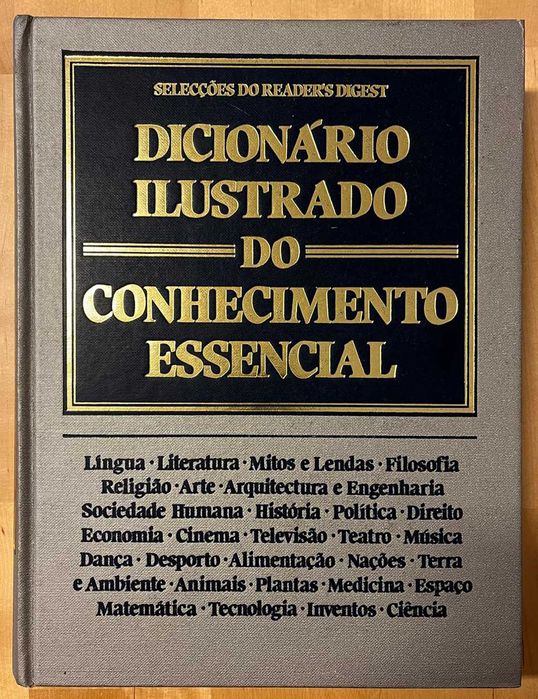 SELECÇÕES DO READER'S DIGEST
DICIONÁRIO
ILUSTRADO
DO
CONHECIMENTO
ESSENCIAL
Língua · Literatura · Mitos e Lendas · Filosofia
Religião · Arte · Arquitectura e Engenharia
Sociedade Humana · História · Política · Direito
Economia · Cinema · Televisão · Teatro · Música
Dança · Desporto · Alimentação · Nações · Terra
e Ambiente · Animais · Plantas · Medicina · Espaço
Matemática · Tecnologia · Inventos · Ciência